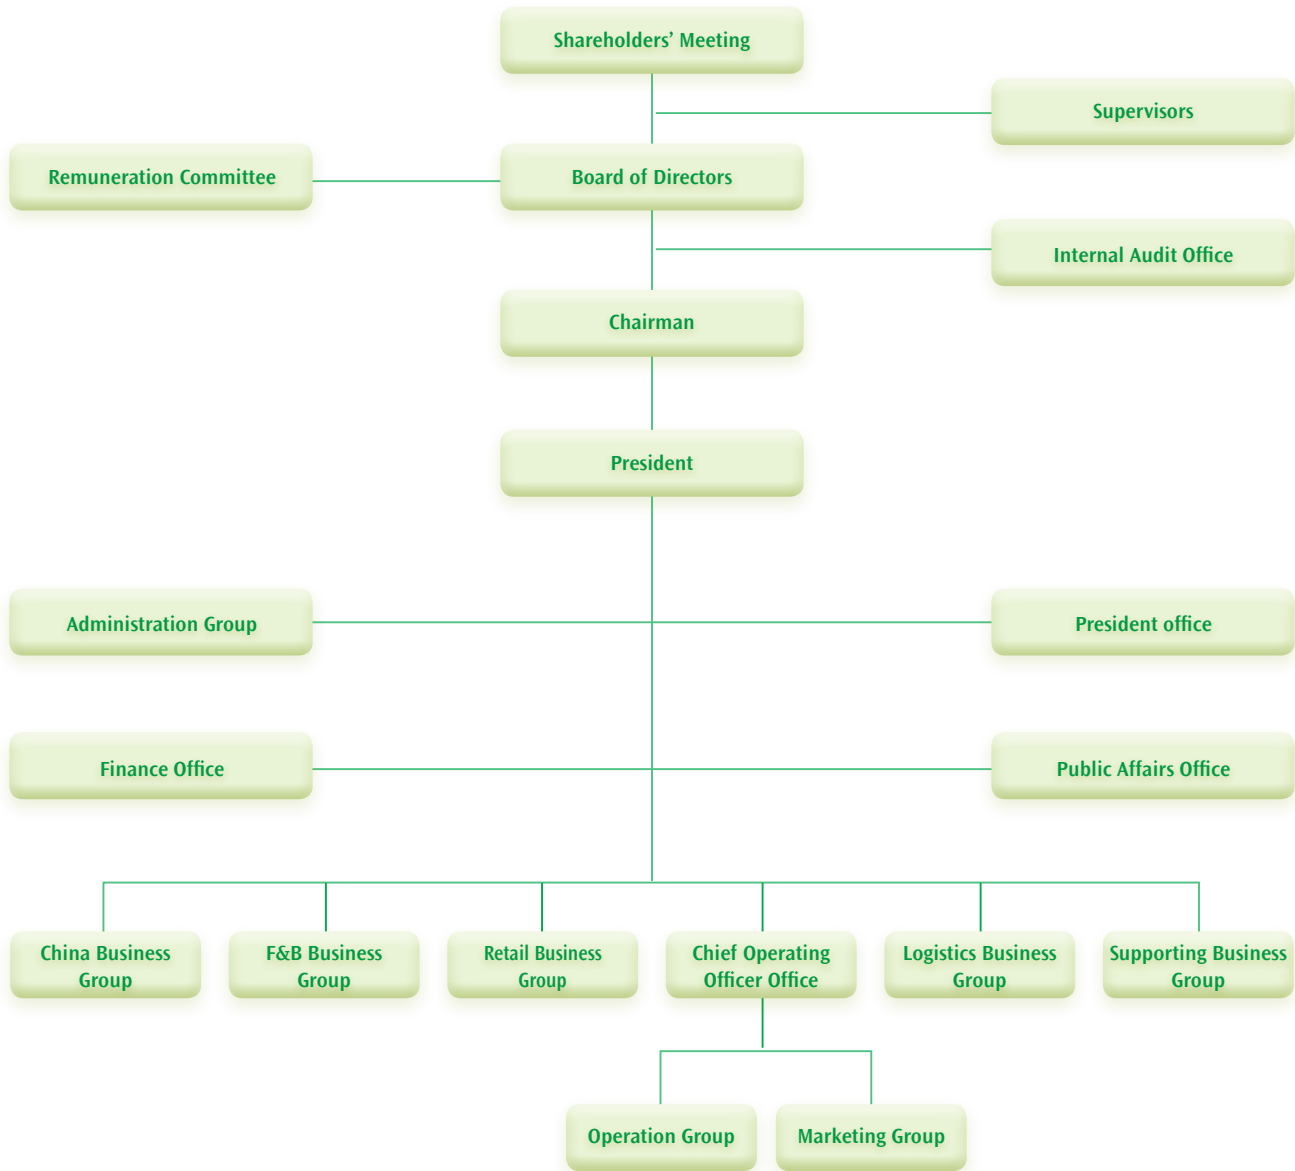 Shareholders’ Meeting
Supervisors
Remuneration Committee
Board of Directors
Internal Audit Office
Chairman
President
Administration Group
President office
Finance Office
Public Affairs Office
China Business
Group
F&B Business
Group
Retail Business
Group
Chief Operating
Officer Office
Logistics Business
Group
Supporting Business
Group
Operation Group
Marketing Group